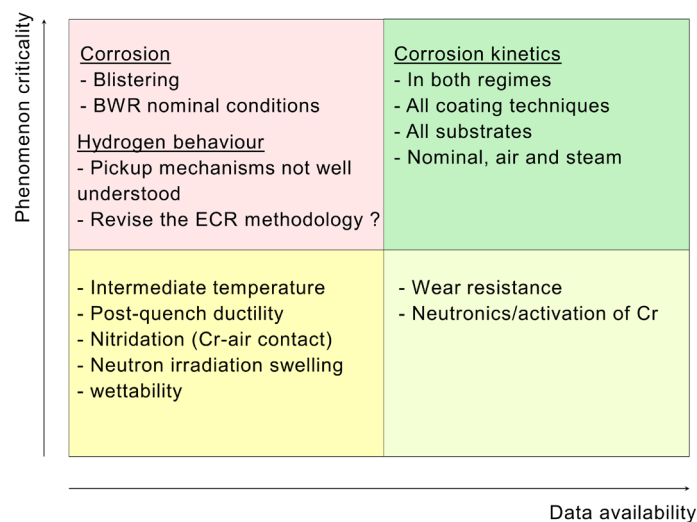 Phenomenon criticality
Corrosion
- Blistering
- BWR nominal conditions
Hydrogen behaviour
- Pickup mechanisms not well
understood
- Revise the ECR methodology ?
Corrosion kinetics
- In both regimes
- All coating techniques
- All substrates
- Nominal, air and steam
- Intermediate temperature
- Post-quench ductility
- Nitridation (Cr-air contact)
- Neutron irradiation swelling
- wettability
- Wear resistance
- Neutronics/activation of Cr
Data availability